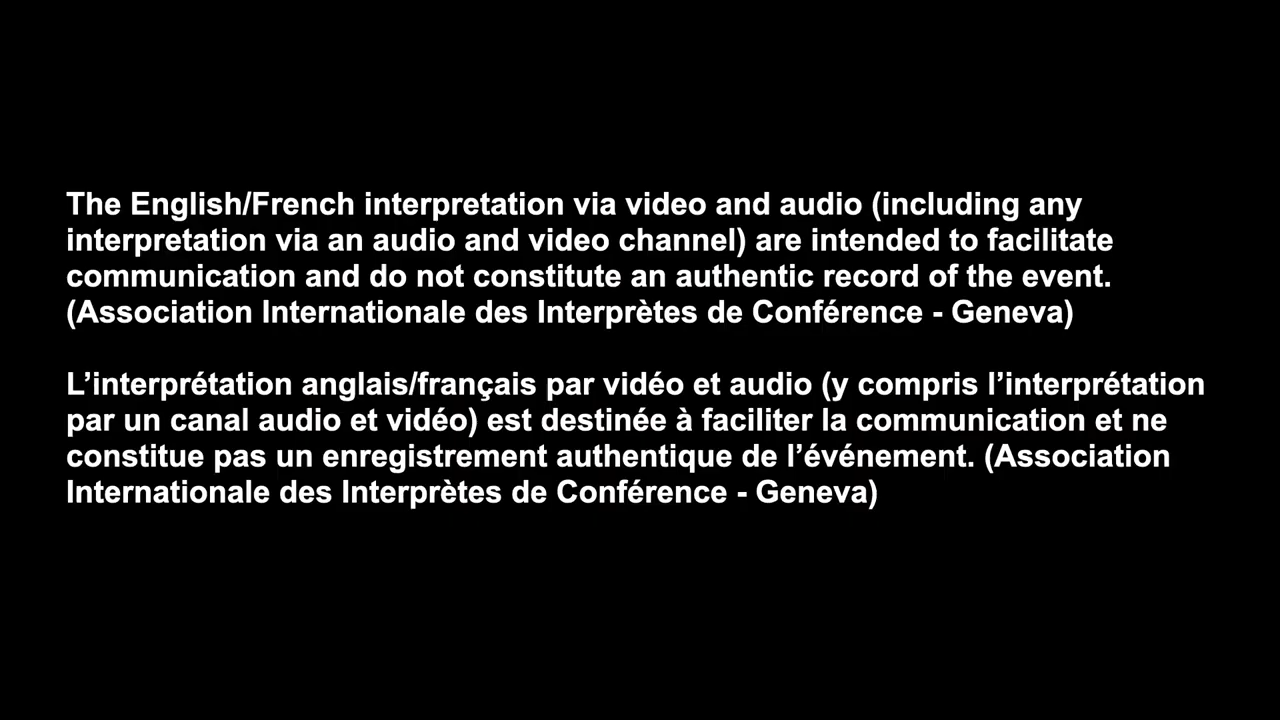 The English/French interpretation via video and audio (including any
interpretation via an audio and video channel) are intended to facilitate
communication and do not constitute an authentic record of the event.
(Association Internationale des Interprètes de Conférence - Geneva)
L’interprétation anglais/français par vidéo et audio (y compris l’interprétation
par un canal audio et vidéo) est destinée à faciliter la communication et ne
constitue pas un enregistrement authentique de l’événement. (Association
Internationale des Interprètes de Conférence - Geneva)